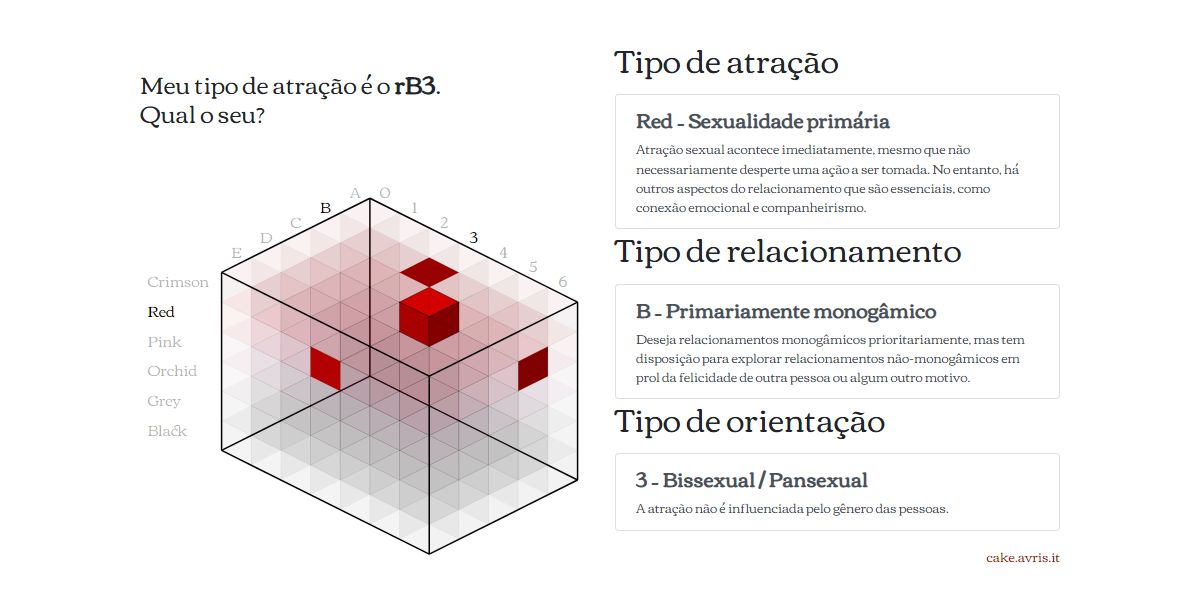 Meu tipo de atração é o rB3.
Qual o seu?
A
B
C
D
E
0
1
2
3
4
5
6
Crimson
Red
Pink
Orchid
Grey
Black
Tipo de atração
Red - Sexualidade primária
Atração sexual acontece imediatamente, mesmo que não
necessariamente desperte uma ação a ser tomada. No entanto, há
outros aspectos do relacionamento que são essenciais, como
conexão emocional e companheirismo.
Tipo de relacionamento
B - Primariamente monogâmico
Deseja relacionamentos monogâmicos prioritariamente, mas tem
disposição para explorar relacionamentos não-monogâmicos em
prol da felicidade de outra pessoa ou algum outro motivo.
Tipo de orientação
3 - Bissexual / Pansexual
A atração não é influenciada pelo gênero das pessoas.
cake.avris.it